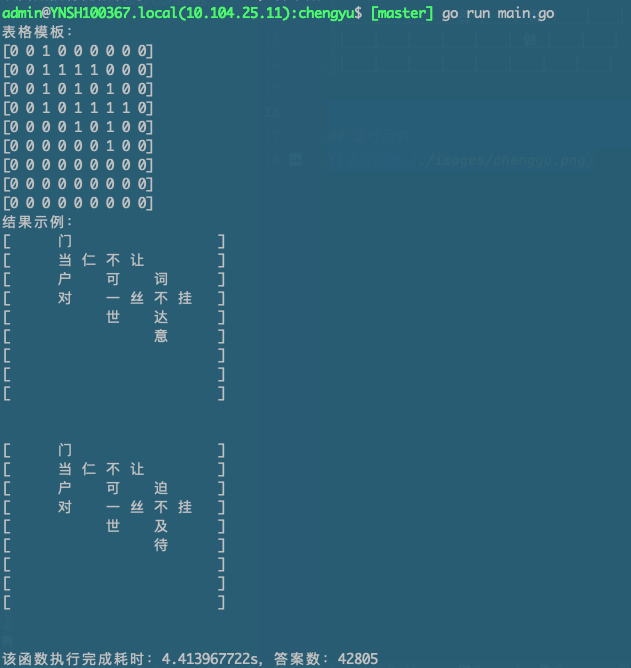 admin@YNSH100367.local(10.104.25.11):chengyu$ [master] go run main.go
表格模板:
[0 0 1 0 0 0 0 0 0]
[0 0 1 1 1 1 0 0 0]
[0 0 1 0 1 0 1 0 0]
[0 0 1 0 1 1 1 1 0]
[0 0 0 0 1 0 1 0 0]
[0 0 0 0 0 0 1 0 0]
[0 0 0 0 0 0 0 0 0]
[0 0 0 0 0 0 0 0 0]
[0 0 0 0 0 0 0 0 0]
结果示例:
[ 门 ]
[ 当 仁 不 让 ]
[ 户 可 词 ]
[ 对 一 丝 不 挂 ]
[ 世 达 ]
[ 意 ]
[ ]
[ ]
[ ]
[ 门 ]
[ 当 仁 不 让 ]
[ 户 可 迫 ]
[ 对 一 丝 不 挂 ]
[ 世 及 ]
[ 待 ]
[ ]
[ ]
[ ]
该函数执行完成耗时: 4.413967722s, 答案数: 42805